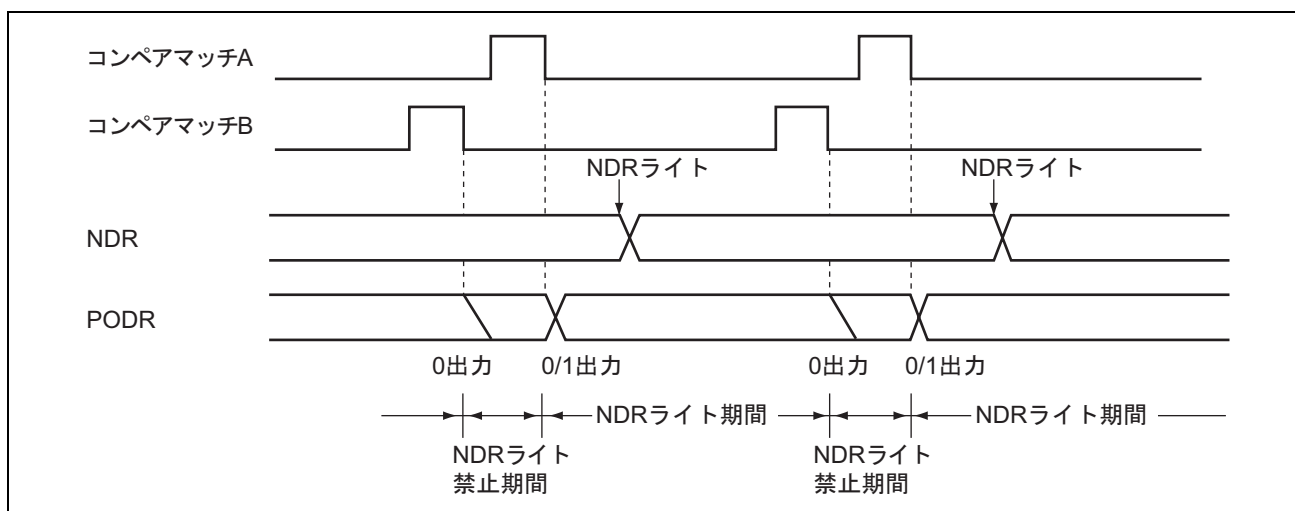 コンペアマッチA
コンペアマッチB
NDRライト NDRライト
NDR
PODR
0出力 0/1出力 0出力 0/1出力
NDRライト期間 NDRライト期間
NDRライト NDRライト
禁止期間 禁止期間